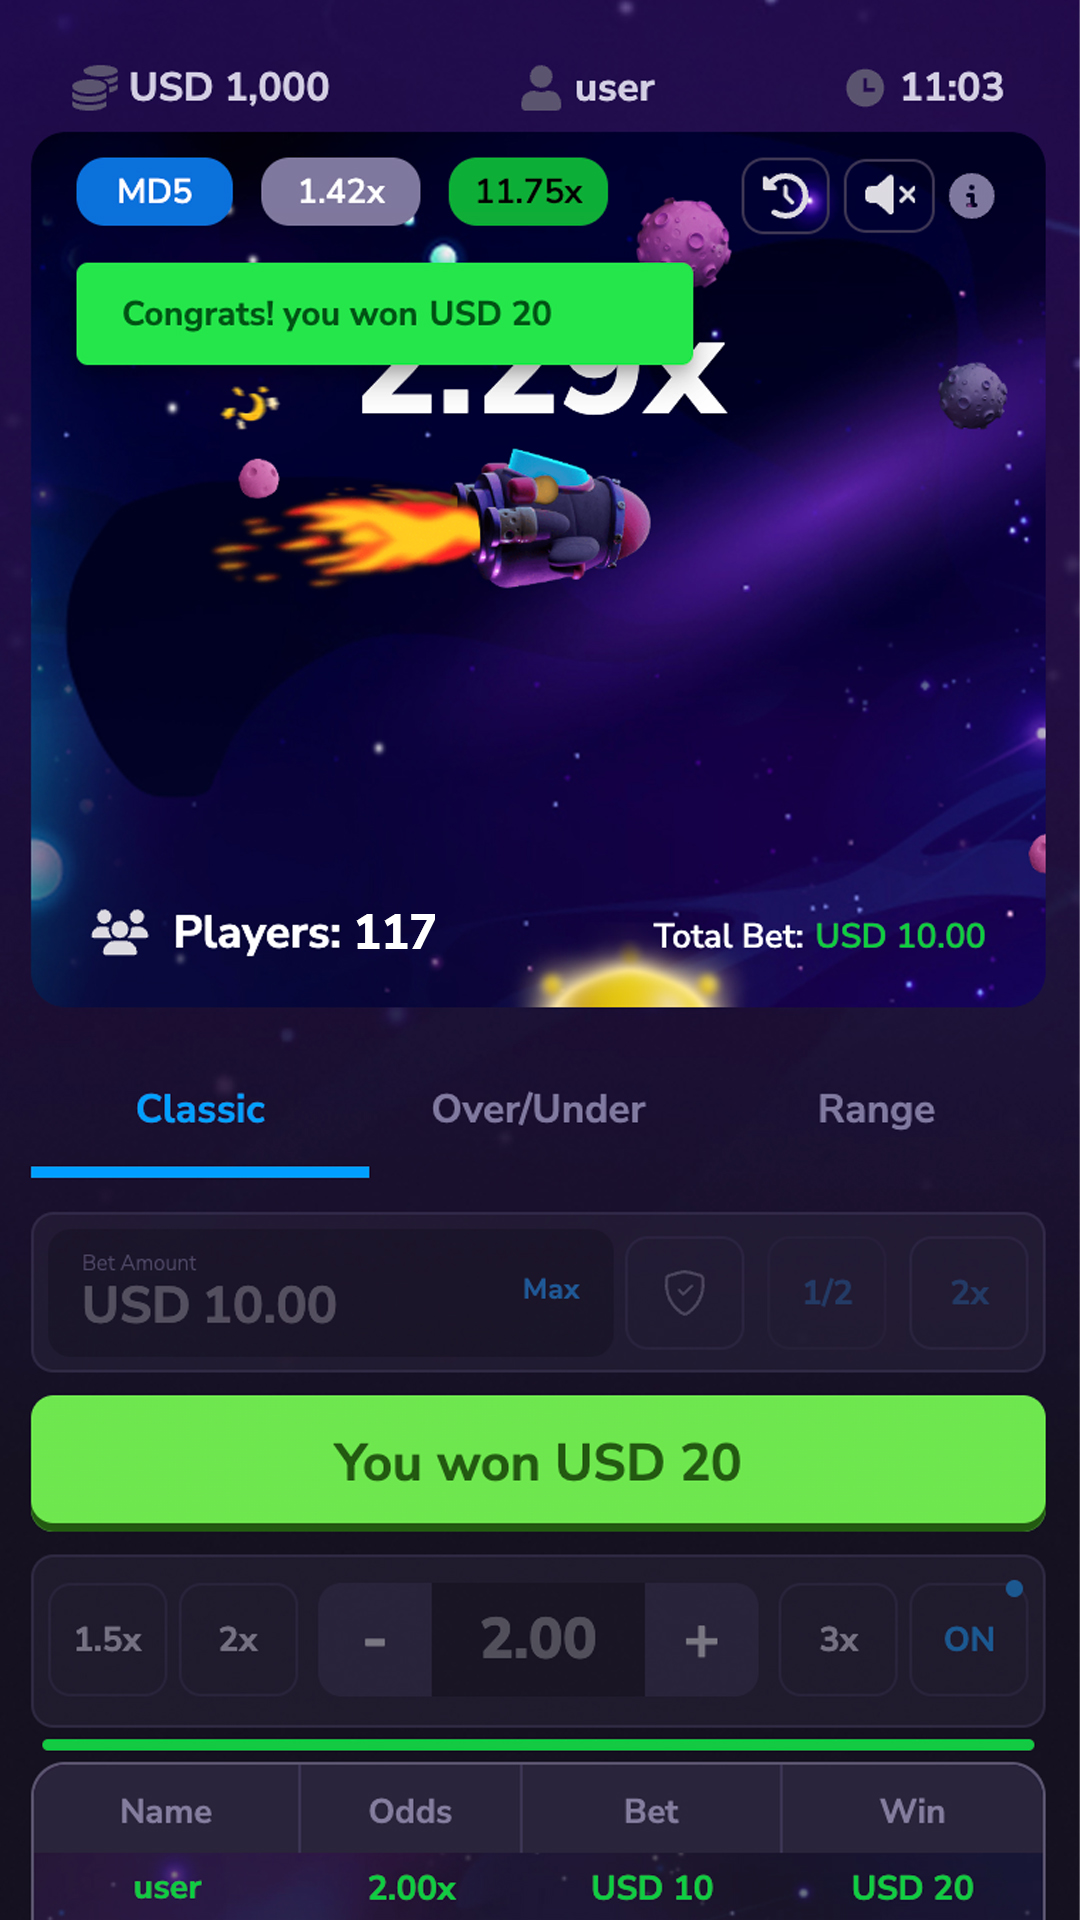 USD 1,000 user 11:03
MD5 1.42x 11.75x
Congrats! you won USD 20
2.29x
Players: 117 Total Bet: USD 10.00
Classic Over/Under Range
Bet Amount
USD 10.00 Max 1/2 2x
You won USD 20
1.5x 2x - 2.00 + 3x ON
Name Odds Bet Win
user 2.00x USD 10 USD 20